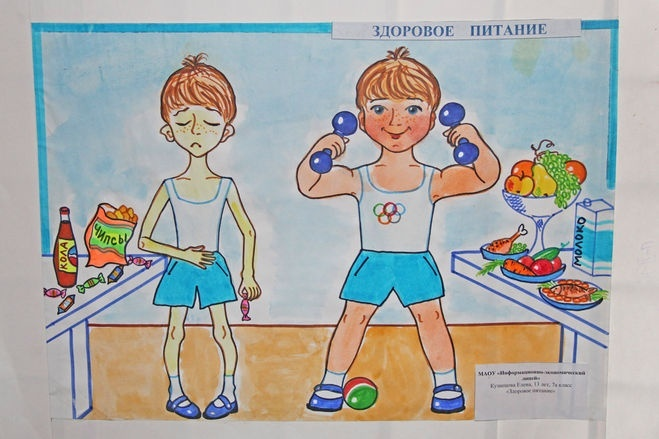 ЗДОРОВОЕ ПИТАНИЕ
КОЛА
ЧИПСЫ
МОЛОКО
МАОУ «Информационно-экономический
лицей»
Кузнецова Елена, 13 лет, 7а класс
«Здоровое питание»